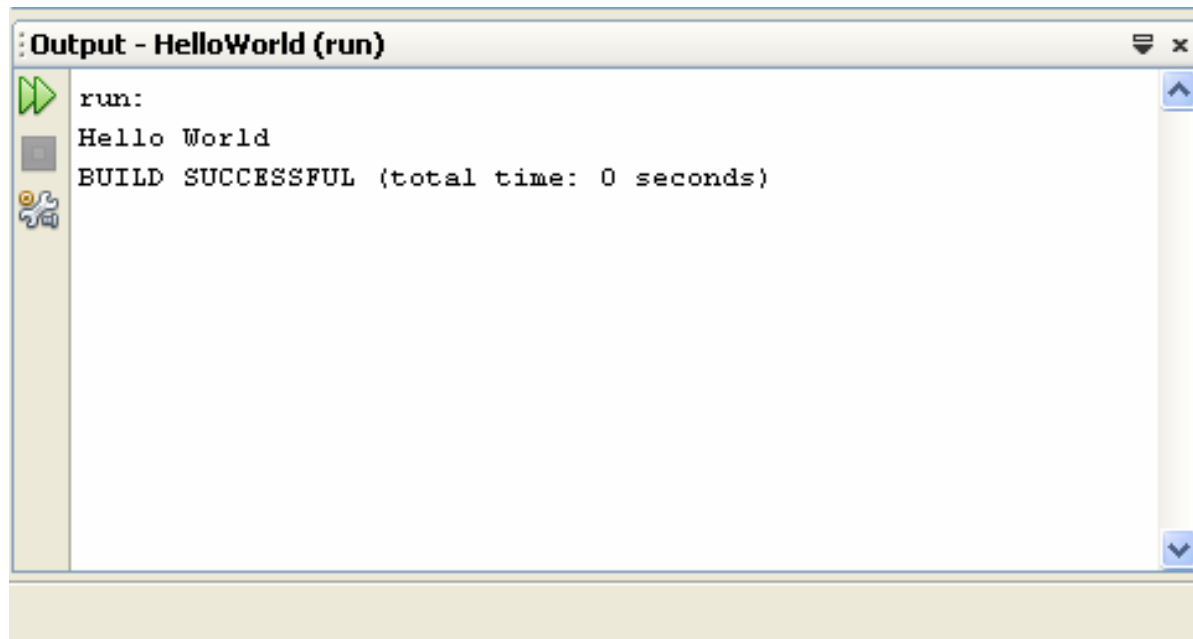 Output - HelloWorld (run)
run:
Hello World
BUILD SUCCESSFUL (total time: 0 seconds)